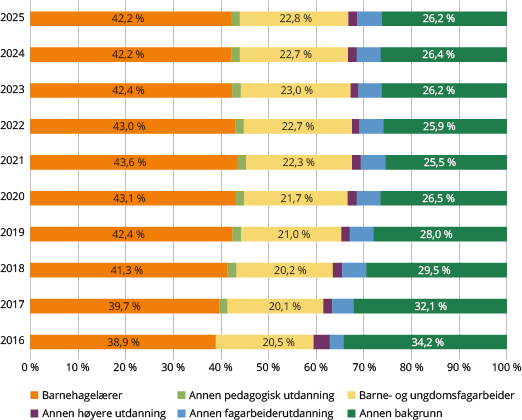 2025 42,2 % 22,8 % 26,2 %
2024 42,2 % 22,7 % 26,4 %
2023 42,4 % 23,0 % 26,2 %
2022 43,0 % 22,7 % 25,9 %
2021 43,6 % 22,3 % 25,5 %
2020 43,1 % 21,7 % 26,5 %
2019 42,4 % 21,0 % 28,0 %
2018 41,3 % 20,2 % 29,5 %
2017 39,7 % 20,1 % 32,1 %
2016 38,9 % 20,5 % 34,2 %
0 % 10 % 20 % 30 % 40 % 50 % 60 % 70 % 80 % 90 % 100 %
Barnehagelærer Annen pedagogisk utdanning Barne- og ungdomsfagarbeider
Annen høyere utdanning Annen fagarbeiderutdanning Annen bakgrunn